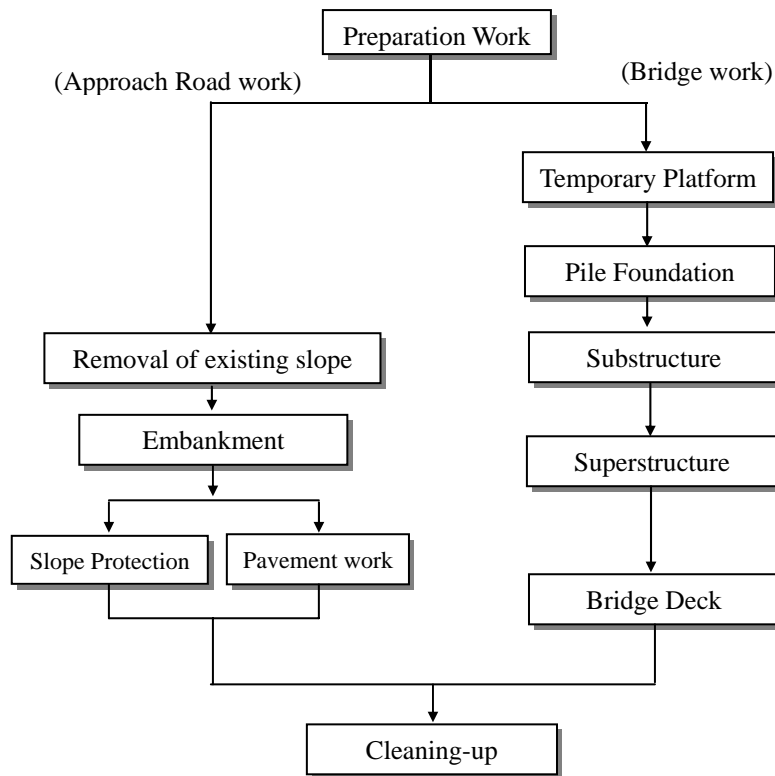 Preparation Work
(Approach Road work)
(Bridge work)
Temporary Platform
Pile Foundation
Removal of existing slope
Substructure
Embankment
Superstructure
Slope Protection
Pavement work
Bridge Deck
Cleaning-up